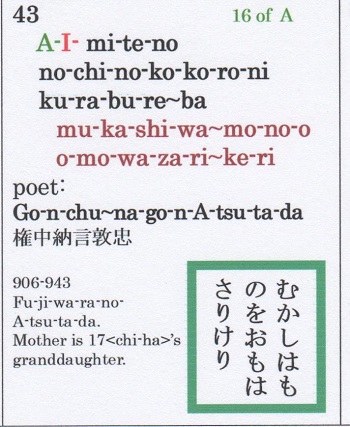 43 16 of A
A-I- mi-te-no
no-chi-no-ko-ko-ro-ni
ku-ra-bu-re~ba
mu-ka-shi-wa~mo-no-o
o-mo-wa-za-ri~ke-ri
poet:
Go-n-chu~na-go-n-A-tsu-ta-da
権中納言敦忠
906-943
Fu-ji-wa-ra-no-
A-tsu-ta-da.
Mother is 17<chi-ha>'s
granddaughter.
むかしはも
のをおもは
さりけり